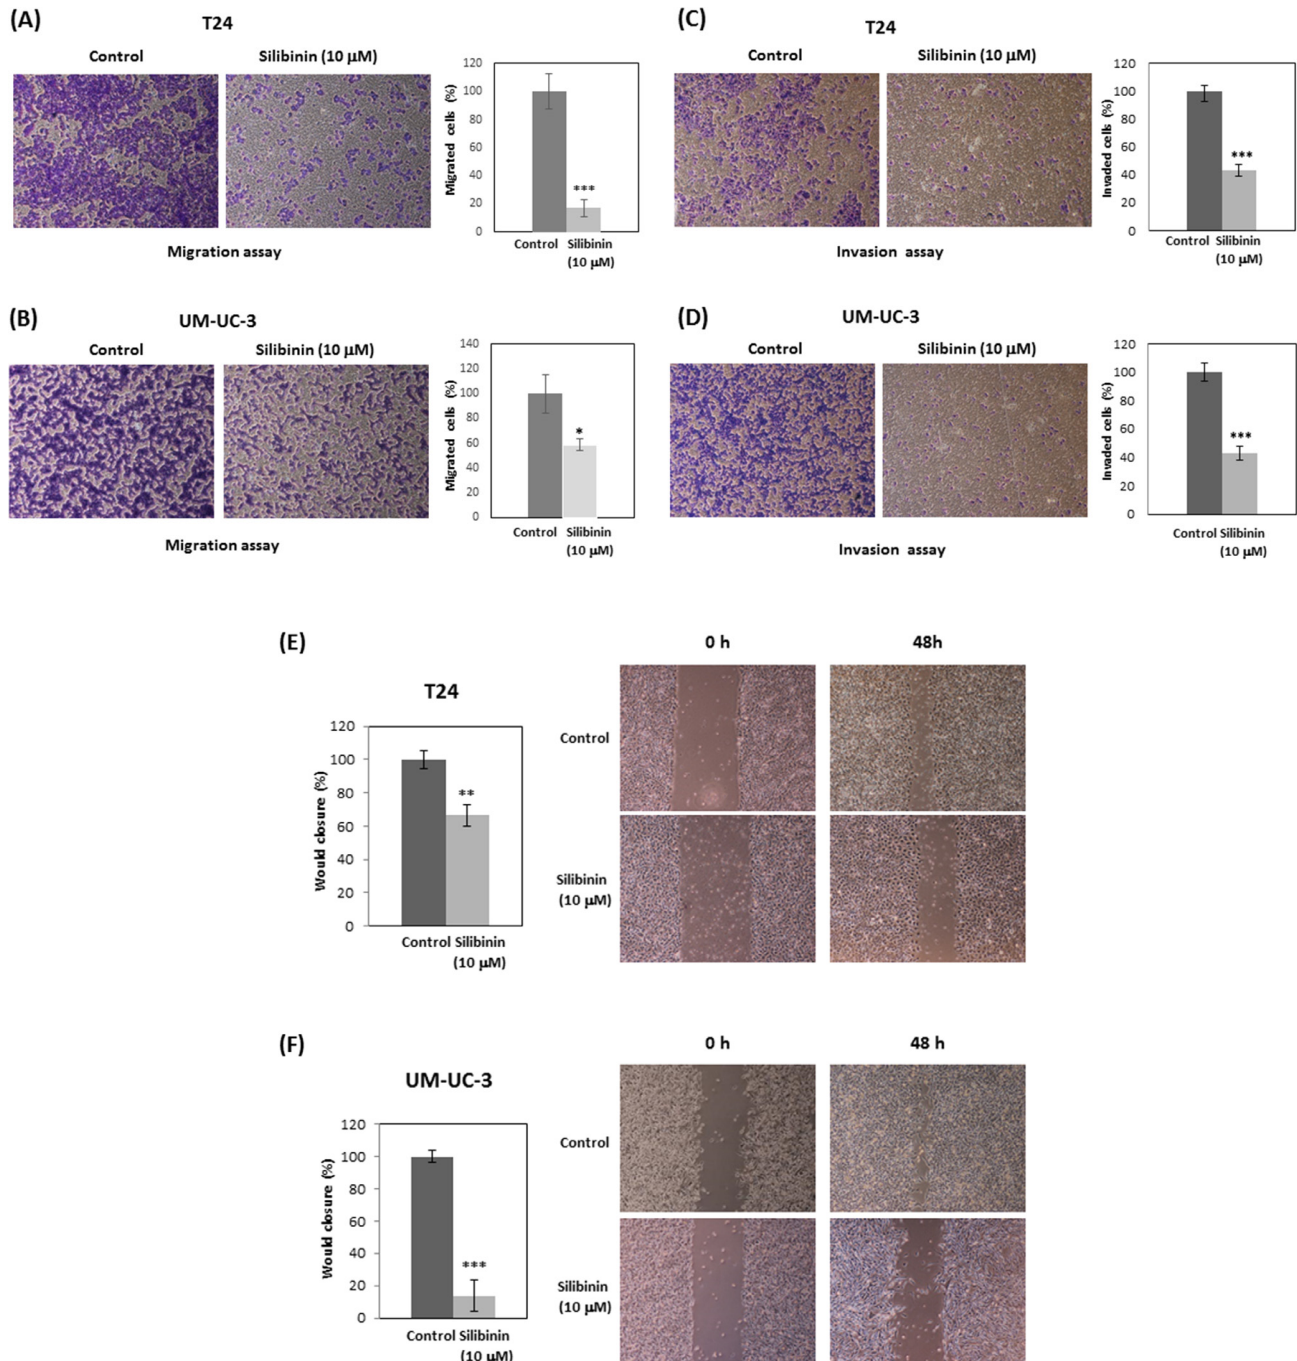 (A)
T24
Control
Silibinin (10 µM)
Migrated cells (%)
120
100
80
60
40
20
0
***
Control Silibinin
(10 µM)
Migration assay
(C)
T24
Control
Silibinin (10 µM)
Invaded cells (%)
120
100
80
60
40
20
0
***
Control Silibinin
(10 µM)
Invasion assay
(B)
UM-UC-3
Control
Silibinin (10 µM)
Migrated cells (%)
140
120
100
80
60
40
20
0
*
Control Silibinin
(10 µM)
Migration assay
(D)
UM-UC-3
Control
Silibinin (10 µM)
Invaded cells (%)
120
100
80
60
40
20
0
***
Control Silibinin
(10 µM)
Invasion assay
(E)
T24
Would closure (%)
120
100
80
60
40
20
0
**
Control Silibinin
(10 µM)
0 h
48h
Control
Silibinin
(10 µM)
(F)
UM-UC-3
Would closure (%)
120
100
80
60
40
20
0
***
Control Silibinin
(10 µM)
0 h
48 h
Control
Silibinin
(10 µM)